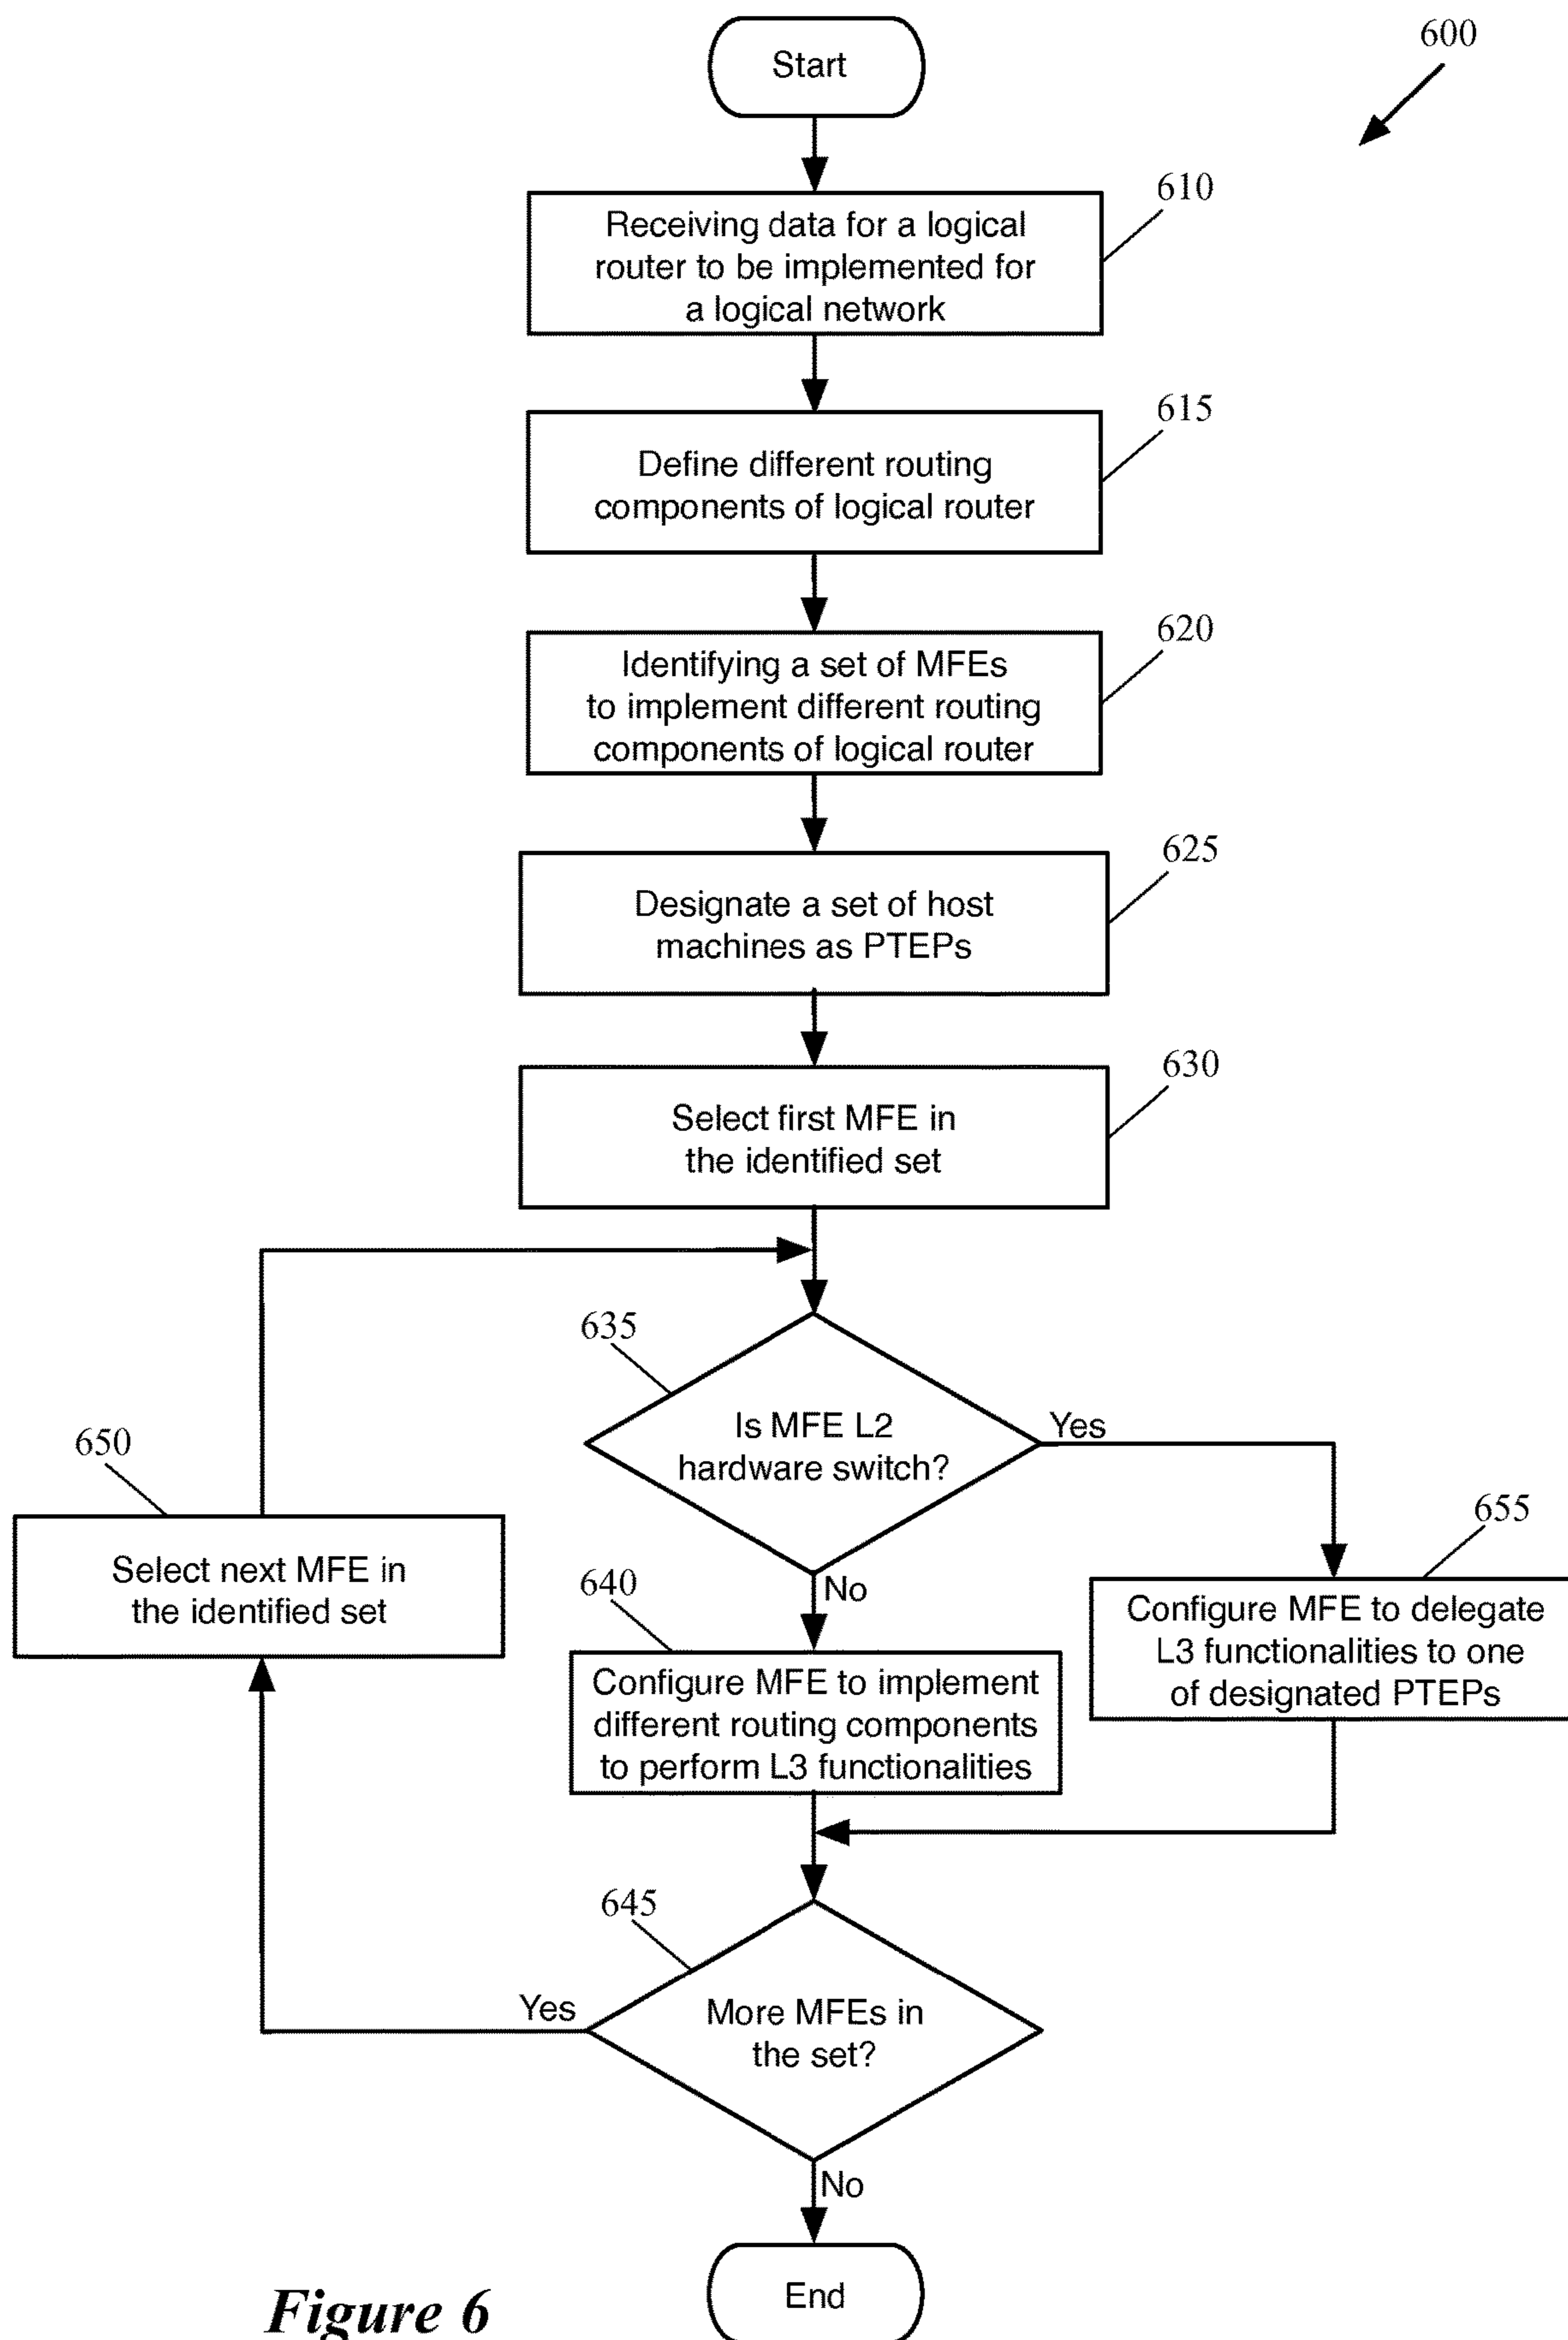 600
Start
610
Receiving data for a logical
router to be implemented for
a logical network
615
Define different routing
components of logical router
620
Identifying a set of MFEs
to implement different routing
components of logical router
625
Designate a set of host
machines as PTEPs
630
Select first MFE in
the identified set
635
Is MFE L2
hardware switch?
Yes
No
650
Select next MFE in
the identified set
640
Configure MFE to implement
different routing components
to perform L3 functionalities
655
Configure MFE to delegate
L3 functionalities to one
of designated PTEPs
645
More MFEs in
the set?
Yes
No
End
Figure 6